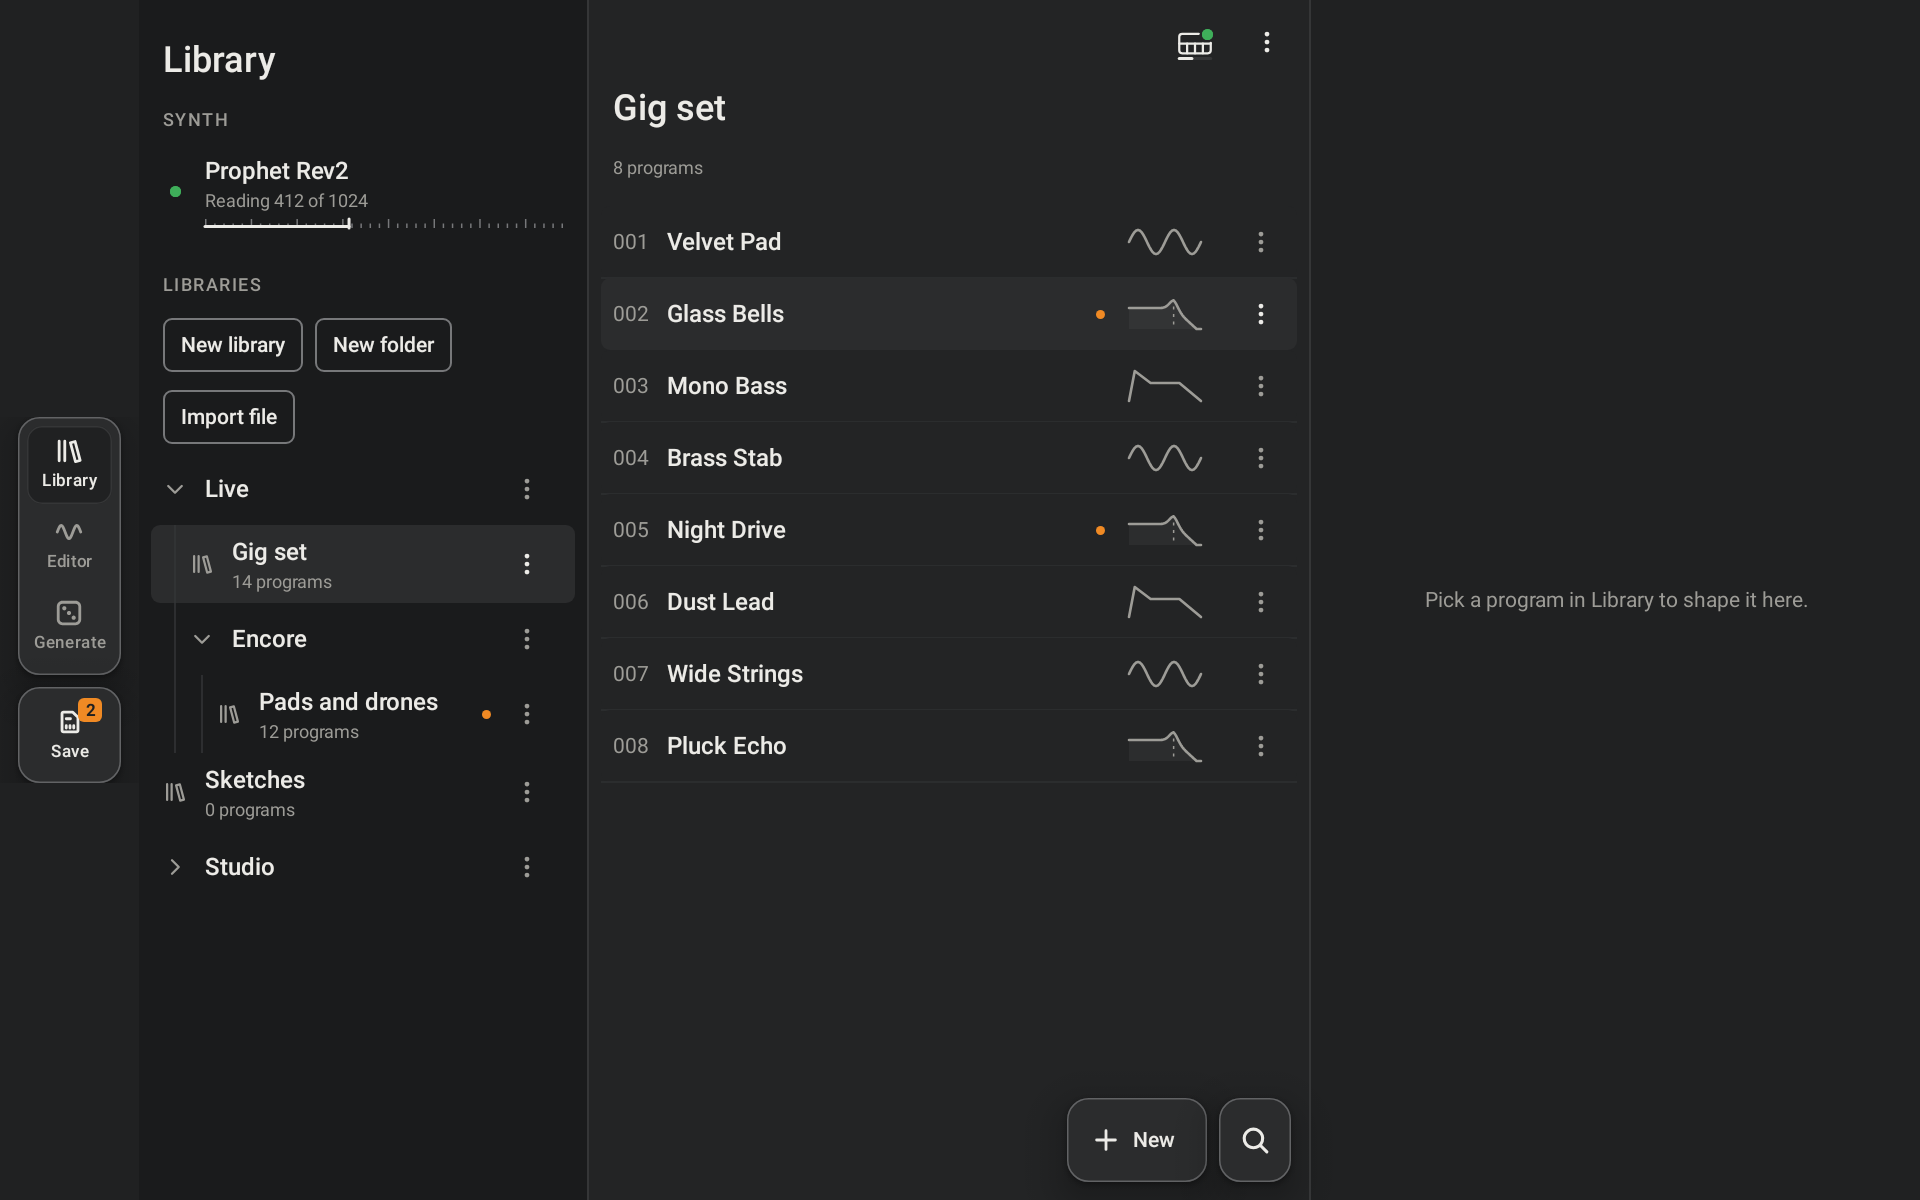 Library
Editor
Generate
2
Save
Library
SYNTH
Prophet Rev2
Reading 412 of 1024
LIBRARIES
New library
New folder
Import file
Live
Gig set
14 programs
Encore
Pads and drones
12 programs
Sketches
0 programs
Studio
Gig set
8 programs
001 Velvet Pad
002 Glass Bells
003 Mono Bass
004 Brass Stab
005 Night Drive
006 Dust Lead
007 Wide Strings
008 Pluck Echo
New
Pick a program in Library to shape it here.